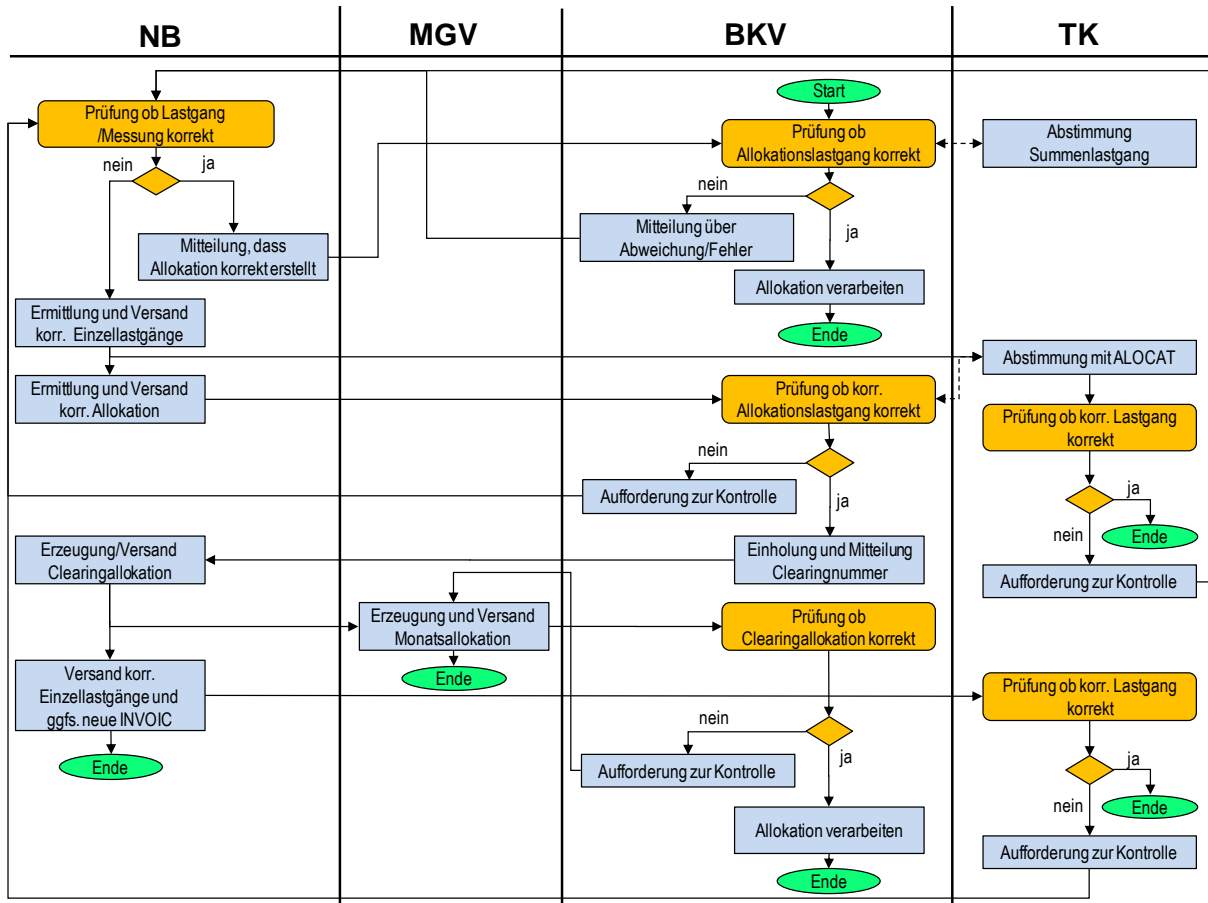 NB
MGV
BKV
TK
Start
Prüfung ob Lastgang
/Messung korrekt
Prüfung ob
Allokationslastgang korrekt
Abstimmung
Summenlastgang
nein
ja
nein
ja
Mitteilung, dass
Allokation korrekt erstellt
Mitteilung über
Abweichung/Fehler
Allokation verarbeiten
Ende
Ermittlung und Versand
korr. Einzellastgänge
Abstimmung mit ALOCAT
Ermittlung und Versand
korr. Allokation
Prüfung ob korr.
Allokationslastgang korrekt
Prüfung ob korr. Lastgang
korrekt
nein
ja
Aufforderung zur Kontrolle
ja
nein
Ende
Erzeugung/Versand
Clearingallokation
Einholung und Mitteilung
Clearingnummer
Aufforderung zur Kontrolle
Erzeugung und Versand
Monatsallokation
Prüfung ob
Clearingallokation korrekt
Ende
Versand korr.
Einzellastgänge und
ggfs. neue INVOIC
Prüfung ob korr. Lastgang
korrekt
Ende
nein
ja
Aufforderung zur Kontrolle
ja
nein
Ende
Allokation verarbeiten
Aufforderung zur Kontrolle
Ende